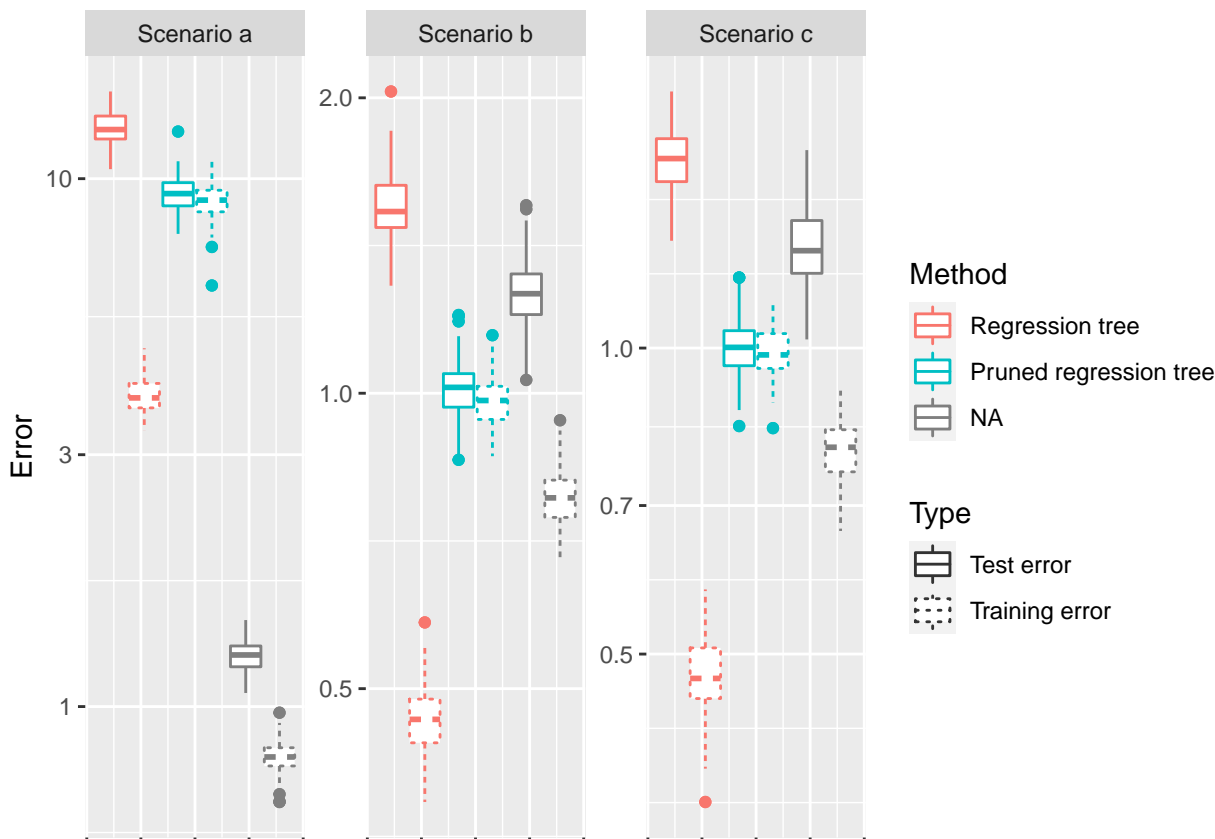 Scenario a
Scenario b
Scenario c
Error
10
3
1
2.0
1.0
0.5
1.0
0.7
0.5
Method
Regression tree
Pruned regression tree
NA
Type
Test error
Training error